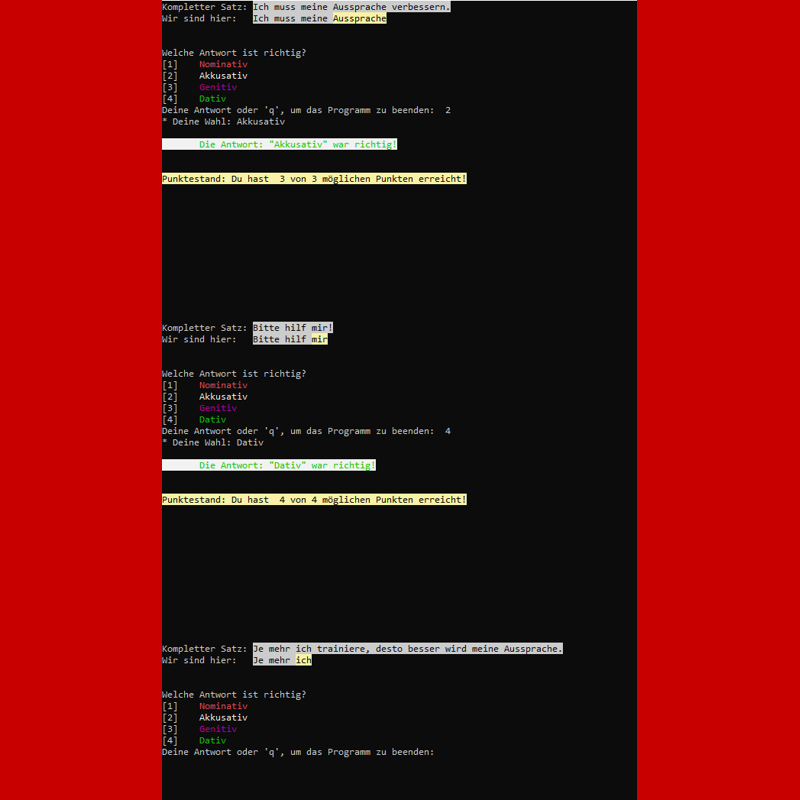 Kompletter Satz: Ich muss meine Aussprache verbessern.
Wir sind hier: Ich muss meine Aussprache
Welche Antwort ist richtig?
[1] Nominativ
[2] Akkusativ
[3] Genitiv
[4] Dativ
Deine Antwort oder 'q', um das Programm zu beenden: 2
* Deine Wahl: Akkusativ
Die Antwort: "Akkusativ" war richtig!
Punktestand: Du hast 3 von 3 möglichen Punkten erreicht!
Kompletter Satz: Bitte hilf mir!
Wir sind hier: Bitte hilf mir
Welche Antwort ist richtig?
[1] Nominativ
[2] Akkusativ
[3] Genitiv
[4] Dativ
Deine Antwort oder 'q', um das Programm zu beenden: 4
* Deine Wahl: Dativ
Die Antwort: "Dativ" war richtig!
Punktestand: Du hast 4 von 4 möglichen Punkten erreicht!
Kompletter Satz: Je mehr ich trainiere, desto besser wird meine Aussprache.
Wir sind hier: Je mehr ich
Welche Antwort ist richtig?
[1] Nominativ
[2] Akkusativ
[3] Genitiv
[4] Dativ
Deine Antwort oder 'q', um das Programm zu beenden: